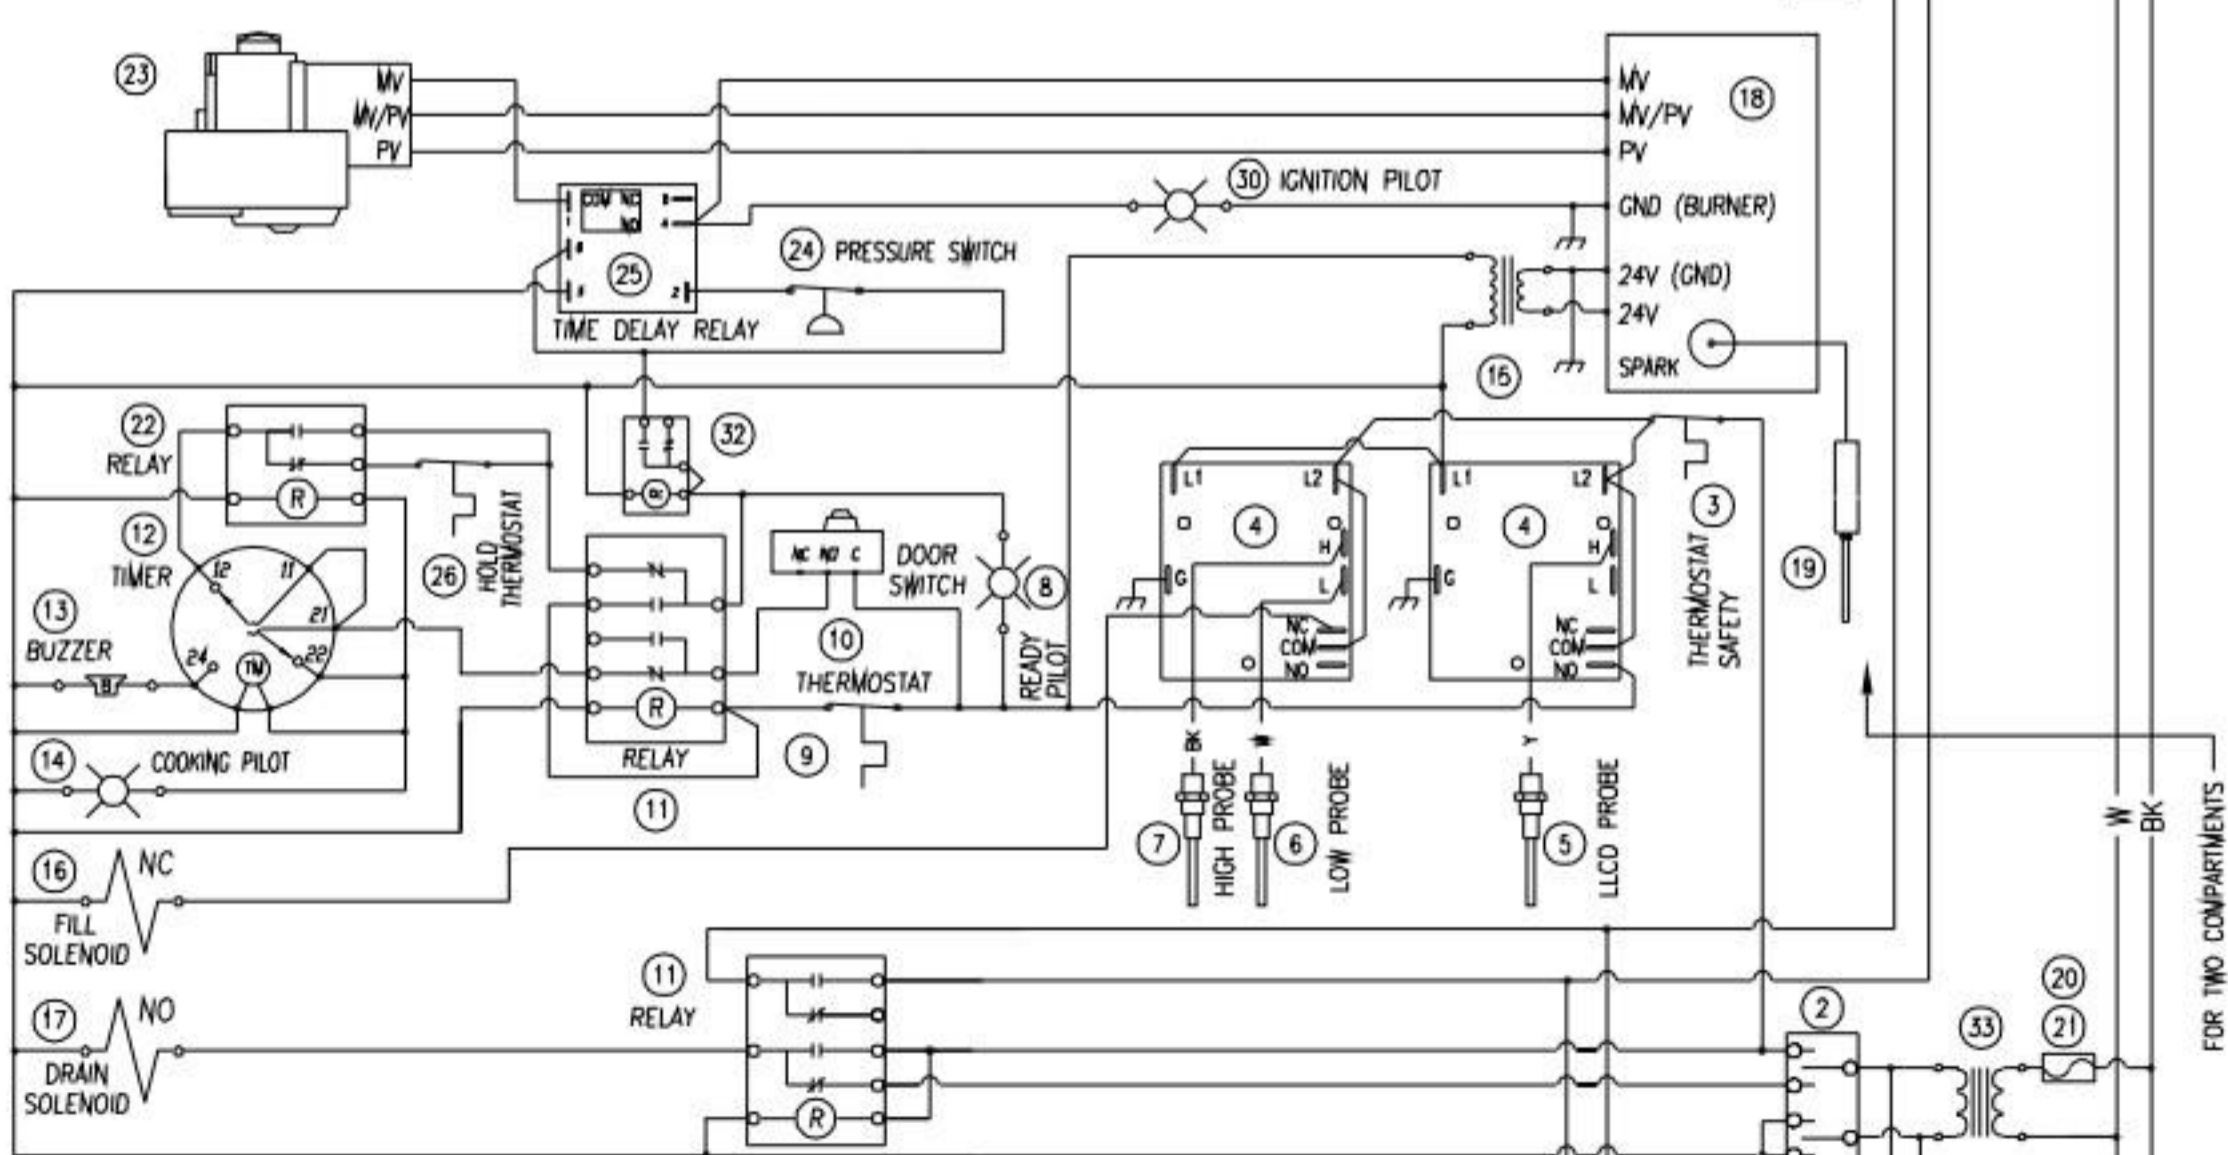 23
MV
MV/PV
PV
MV
MV/PV
PV
18
30 IGNITION PILOT
GND (BURNER)
24V (GND)
24V
SPARK
COM NC
NO
4
6
25
2
TIME DELAY RELAY
24 PRESSURE SWITCH
15
22
RELAY
R
32
26
HOLD
THERMOSTAT
12
TIMER
12
11
21
22
24
TM
13
BUZZER
B
14
COOKING PILOT
R
RELAY
11
NC NO C
DOOR
SWITCH
10
8
READY
PILOT
THERMOSTAT
9
L1
L2
4
H
G
L
NC
COM
NO
L1
L2
4
H
G
L
NC
COM
NO
3
THERMOSTAT
SAFETY
19
BK
W
Y
7
HIGH PROBE
6
LOW PROBE
5
LLCD PROBE
16
NC
FILL
SOLENOID
17
NO
DRAIN
SOLENOID
11
RELAY
R
2
33
20
21
W
BK
FOR TWO COMPARTMENTS